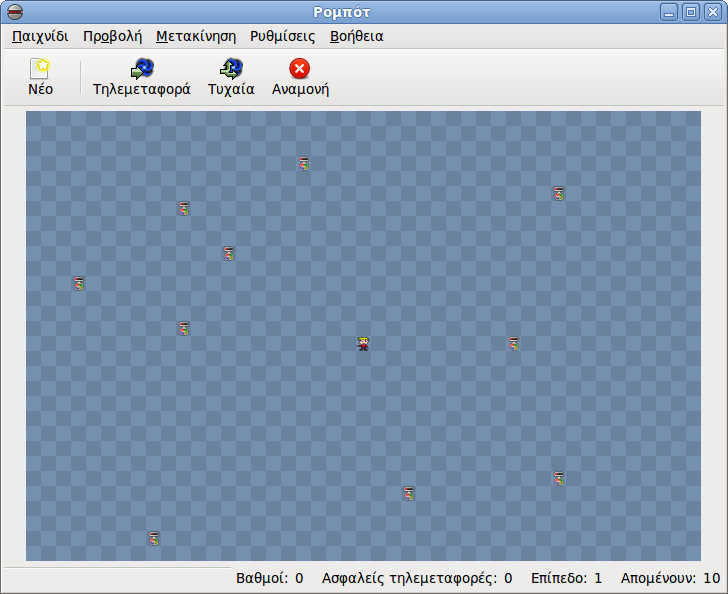 Ρομπότ
Παιχνίδι Προβολή Μετακίνηση Ρυθμίσεις Βοήθεια
Νέο Τηλεμεταφορά Τυχαία Αναμονή
Βαθμοί: 0 Ασφαλείς τηλεμεταφορές: 0 Επίπεδο: 1 Απομένουν: 10